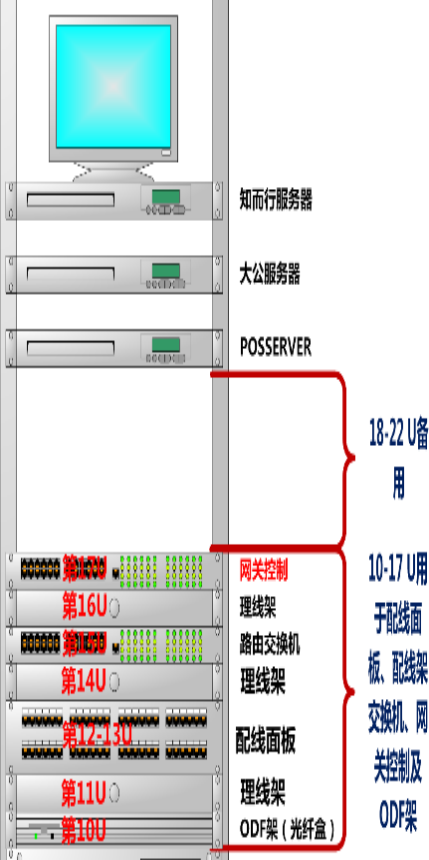 知而行服务器
大公服务器
POSSERVER
18-22 U备
用
第17U
网关控制
10-17 U用
于配线面
板、配线架
交换机、网
关控制及
ODF架
第16U
理线架
第15U
路由交换机
第14U
理线架
第12-13U
配线面板
第11U
理线架
第10U
ODF架（光纤盒）